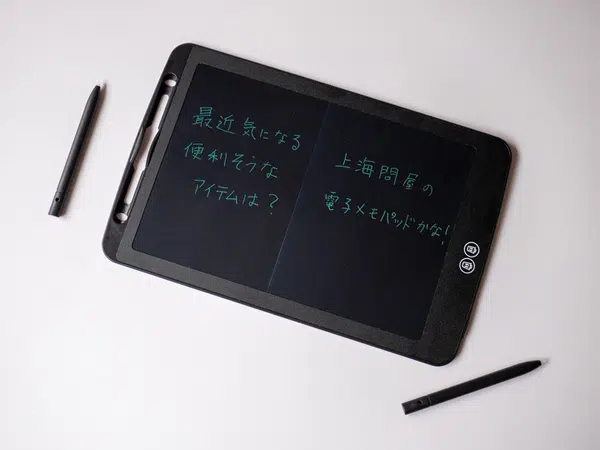 最近気になる
便利そうな
アイテムは?
上海問屋の
電子メモパッドかな!